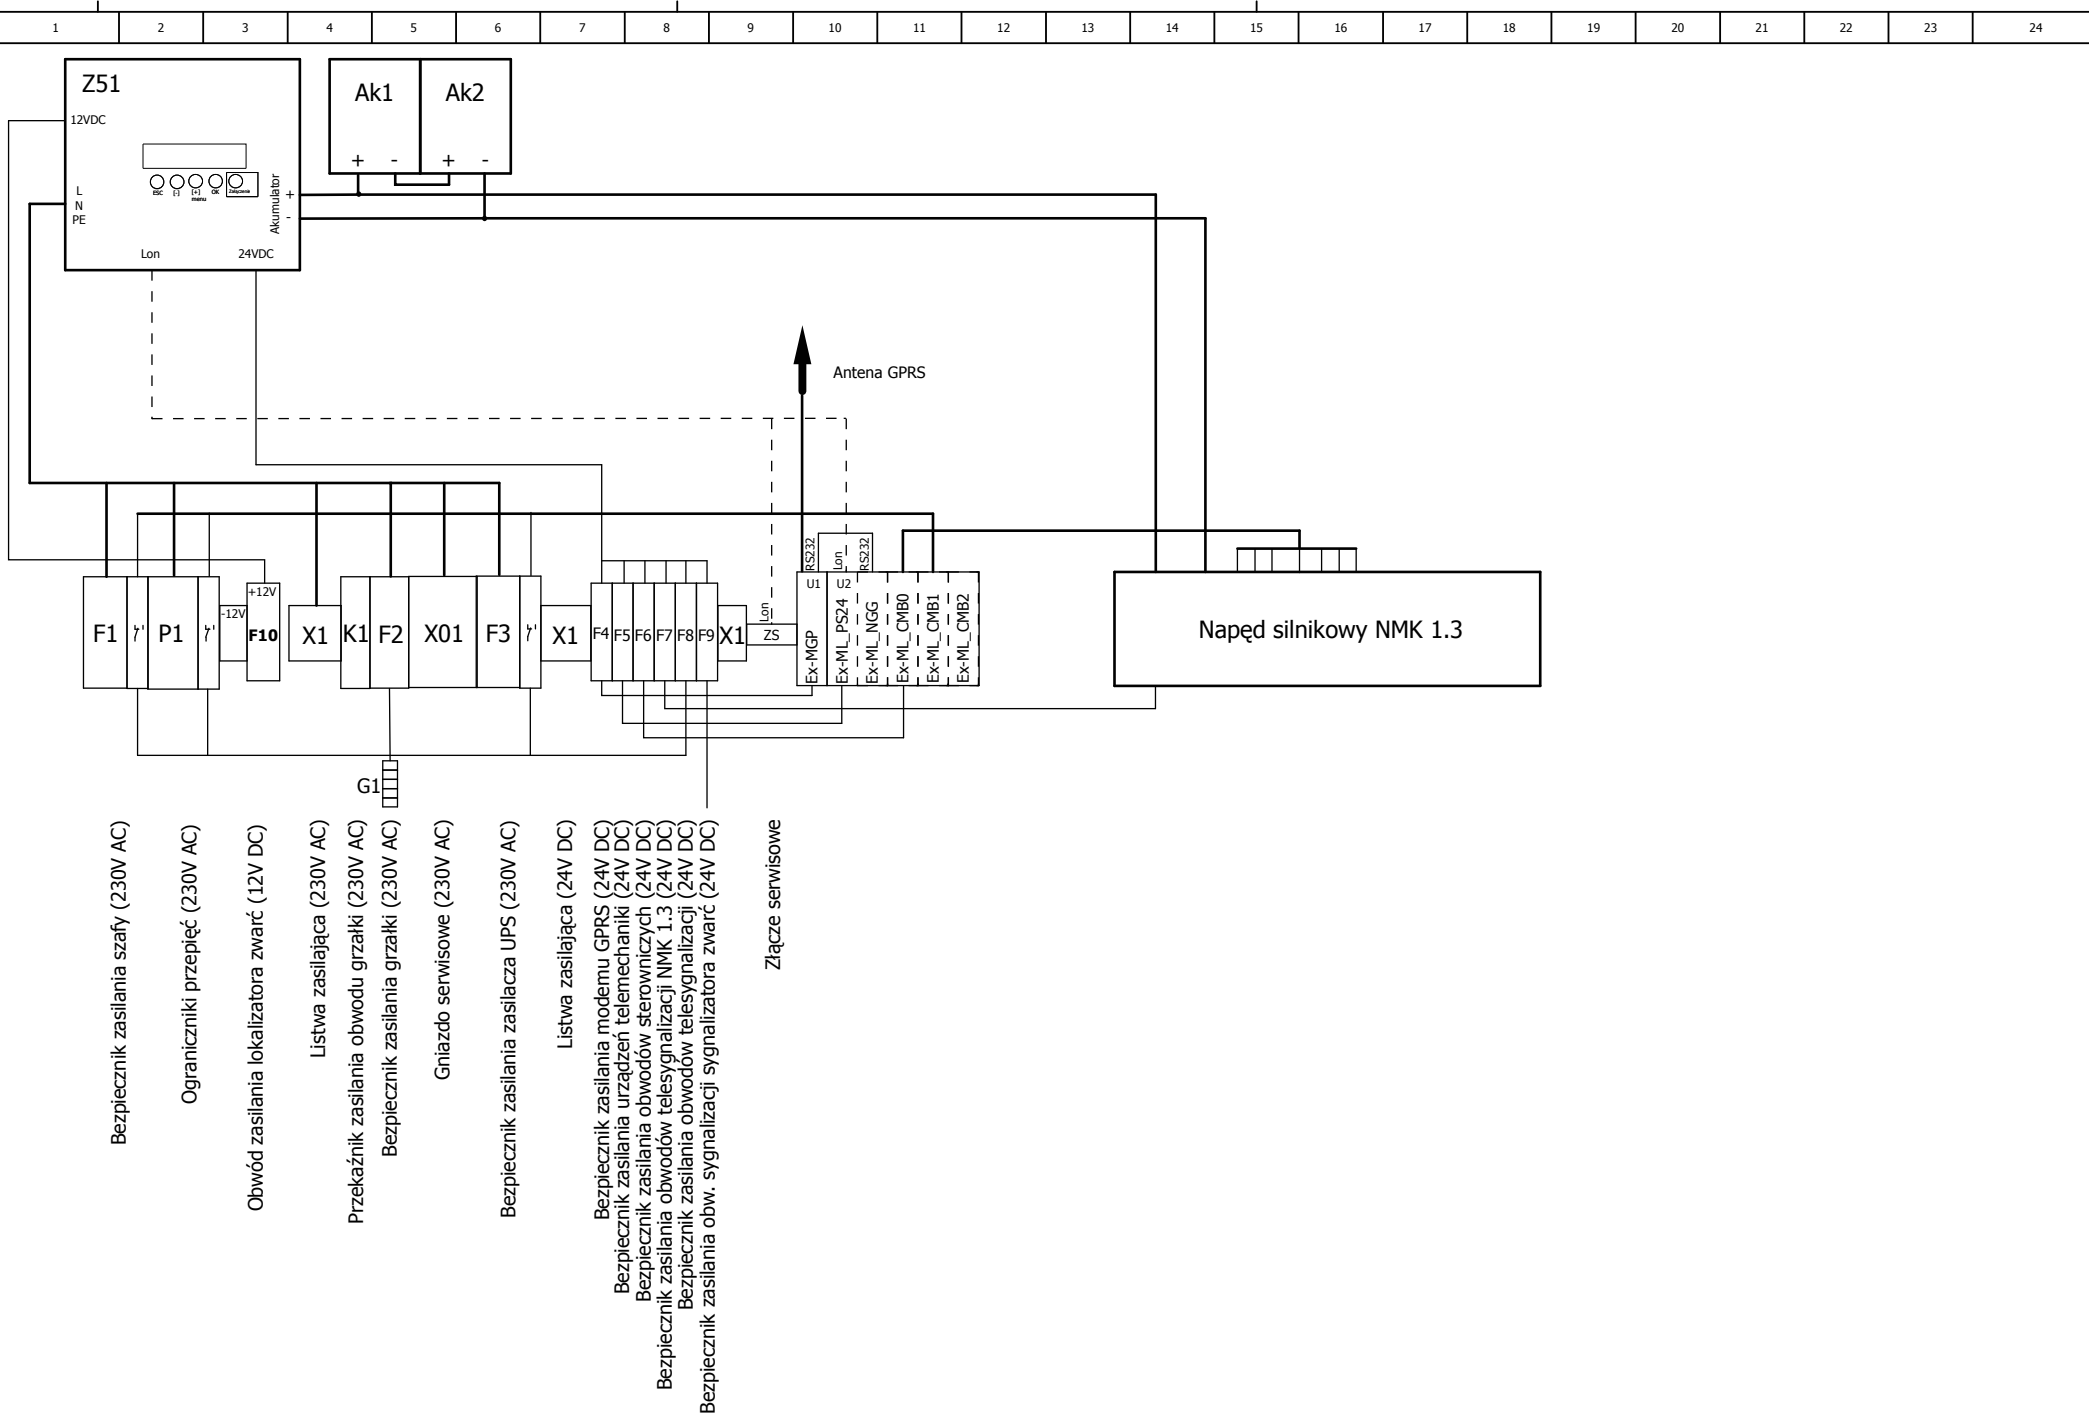 1 2 3 4 5 6 7 8 9 10 11 12 13 14 15 16 17 18 19 20 21 22 23 24
Z51
12VDC
ESC [-] [+] OK Załączenie
menu
L
N
PE
Akumulator
+
-
Lon
24VDC
Ak1
+ -
Ak2
+ -
Antena GPRS
F1
P1
-12V
+12V
F10
X1
K1
F2
X01
F3
X1
F4
F5
F6
F7
F8
F9
X1
Lon
ZS
RS232
Lon
RS232
U1
U2
Ex-MGP
Ex-ML_PS24
Ex-ML_NGG
Ex-ML_CMB0
Ex-ML_CMB1
Ex-ML_CMB2
Napęd silnikowy NMK 1.3
G1
Bezpiecznik zasilania szafy (230V AC)
Ograniczniki przepięć (230V AC)
Obwód zasilania lokalizatora zwarć (12V DC)
Listwa zasilająca (230V AC)
Przekaźnik zasilania obwodu grzałki (230V AC)
Bezpiecznik zasilania grzałki (230V AC)
Gniazdo serwisowe (230V AC)
Bezpiecznik zasilania zasilacza UPS (230V AC)
Listwa zasilająca (24V DC)
Bezpiecznik zasilania modemu GPRS (24V DC)
Bezpiecznik zasilania urządzeń telemechaniki (24V DC)
Bezpiecznik zasilania obwodów sterowniczych (24V DC)
Bezpiecznik zasilania obwodów telesygnalizacji NMK 1.3 (24V DC)
Bezpiecznik zasilania obwodów telesygnalizacji (24V DC)
Bezpiecznik zasilania obw. sygnalizacji sygnalizatora zwarć (24V DC)
Złącze serwisowe